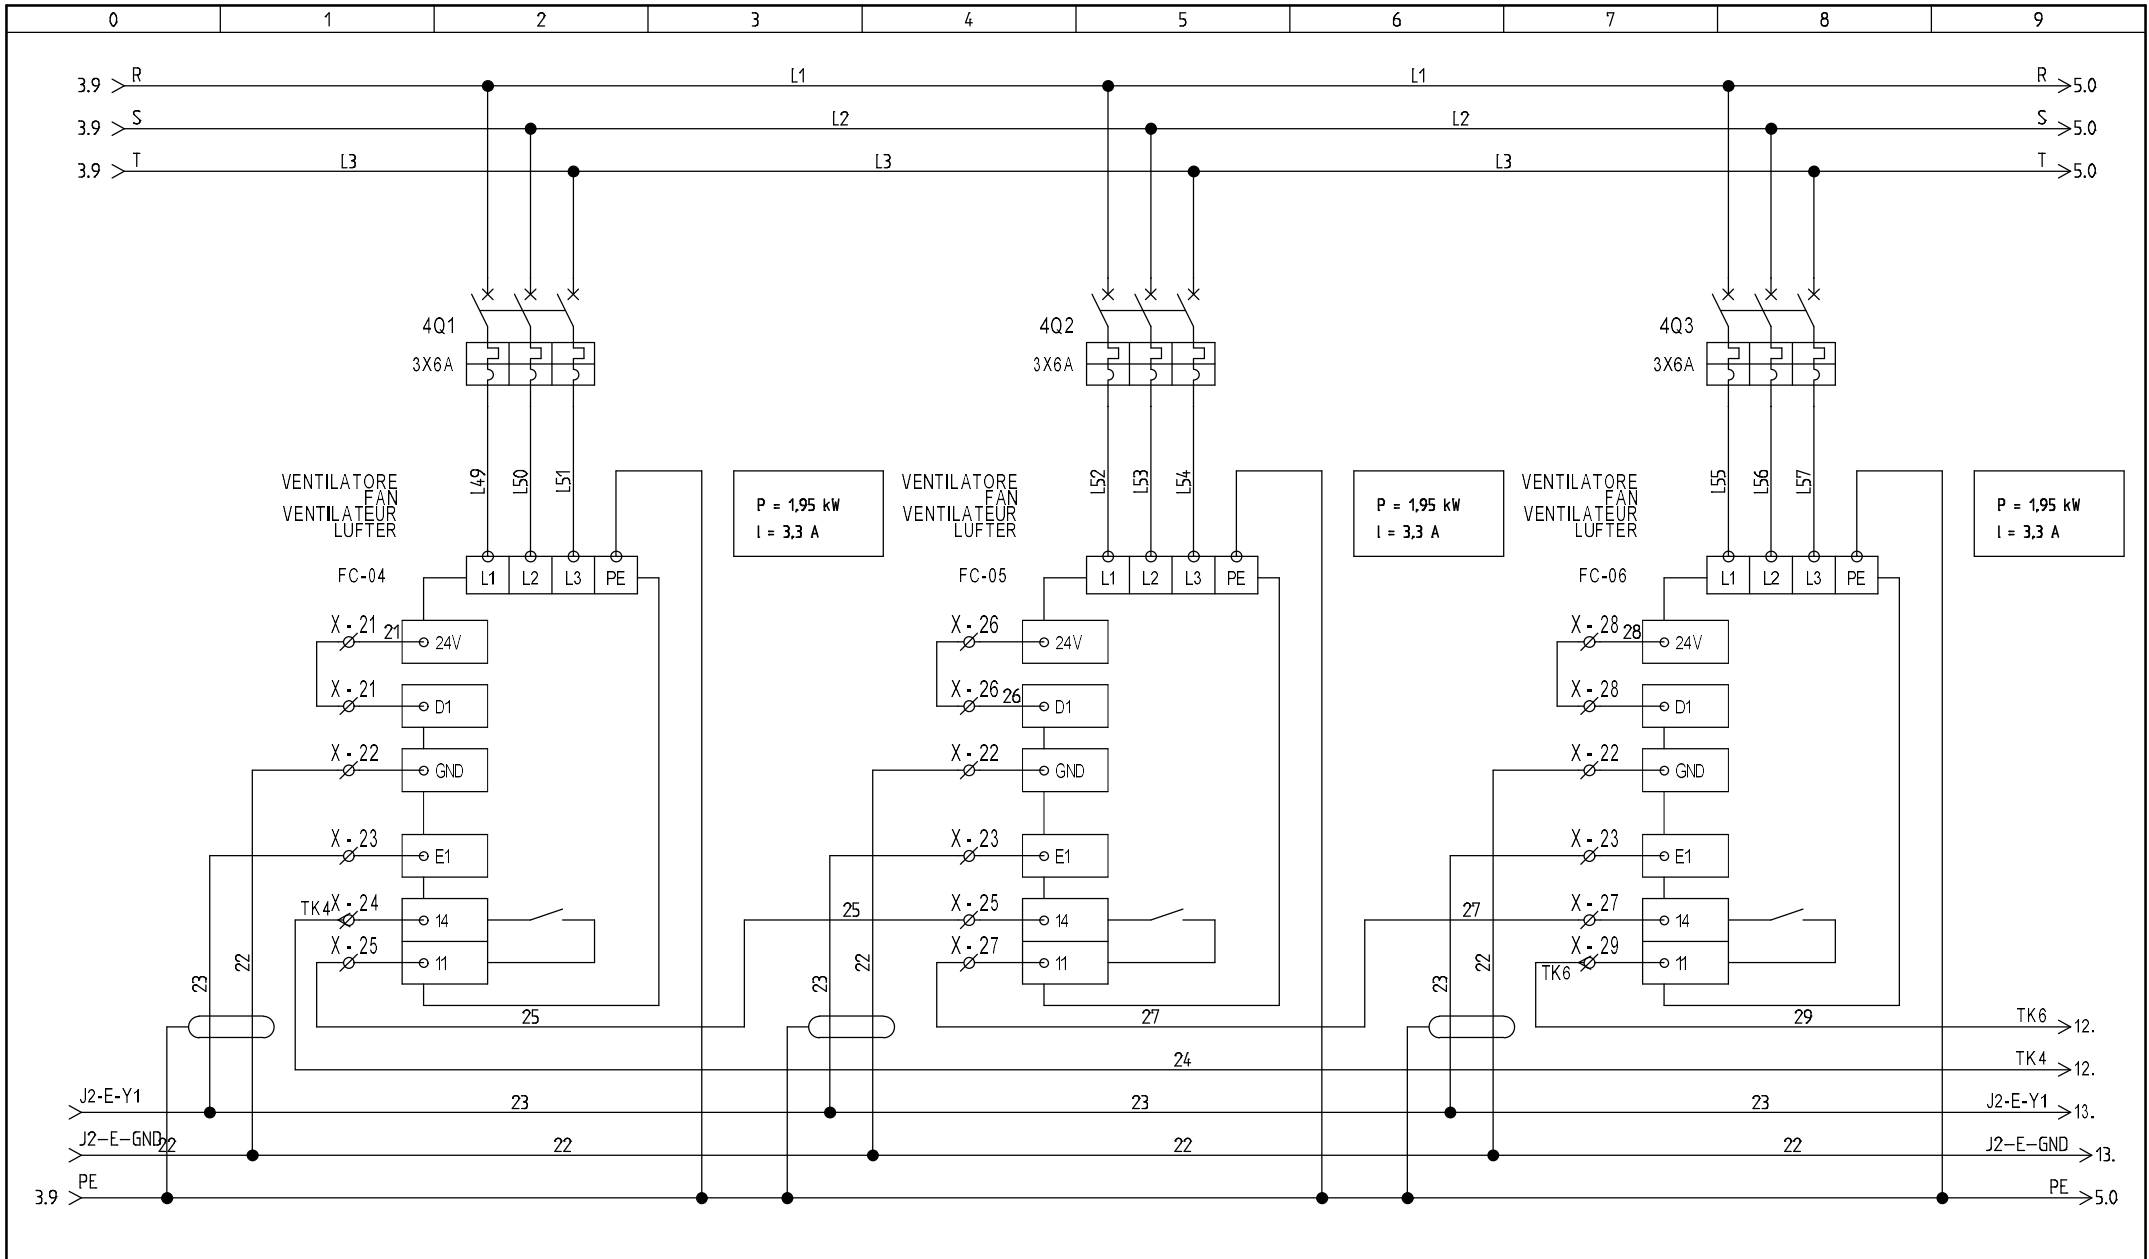 0 1 2 3 4 5 6 7 8 9
3.9 R L1 L1 R 5.0
3.9 S L2 L2 S 5.0
3.9 T L3 L3 L3 T 5.0
4Q1 4Q2 4Q3
3X6A 3X6A 3X6A
L49 L50 L51 L52 L53 L54 L55 L56 L57
VENTILATORE VENTILATORE VENTILATORE
FAN FAN FAN
VENTILATEUR VENTILATEUR VENTILATEUR
LUFTER LUFTER LUFTER
P = 1,95 kW P = 1,95 kW P = 1,95 kW
I = 3,3 A I = 3,3 A I = 3,3 A
FC-04 L1 L2 L3 PE FC-05 L1 L2 L3 PE FC-06 L1 L2 L3 PE
X - 21 21 24V X - 26 24V X - 28 28 24V
X - 21 D1 X - 26 26 D1 X - 28 D1
X - 22 GND X - 22 GND X - 22 GND
X - 23 E1 X - 23 E1 X - 23 E1
TK4 X - 24 14 25 X - 25 14 27 X - 27 14
X - 25 11 X - 27 11 X - 29 11
TK6
23 22 23 22 23 22
25 27 29 TK6 12.
24 TK4 12.
J2-E-Y1 23 23 23 J2-E-Y1 13.
J2-E-GND 22 22 22 22 J2-E-GND 13.
3.9 PE PE 5.0